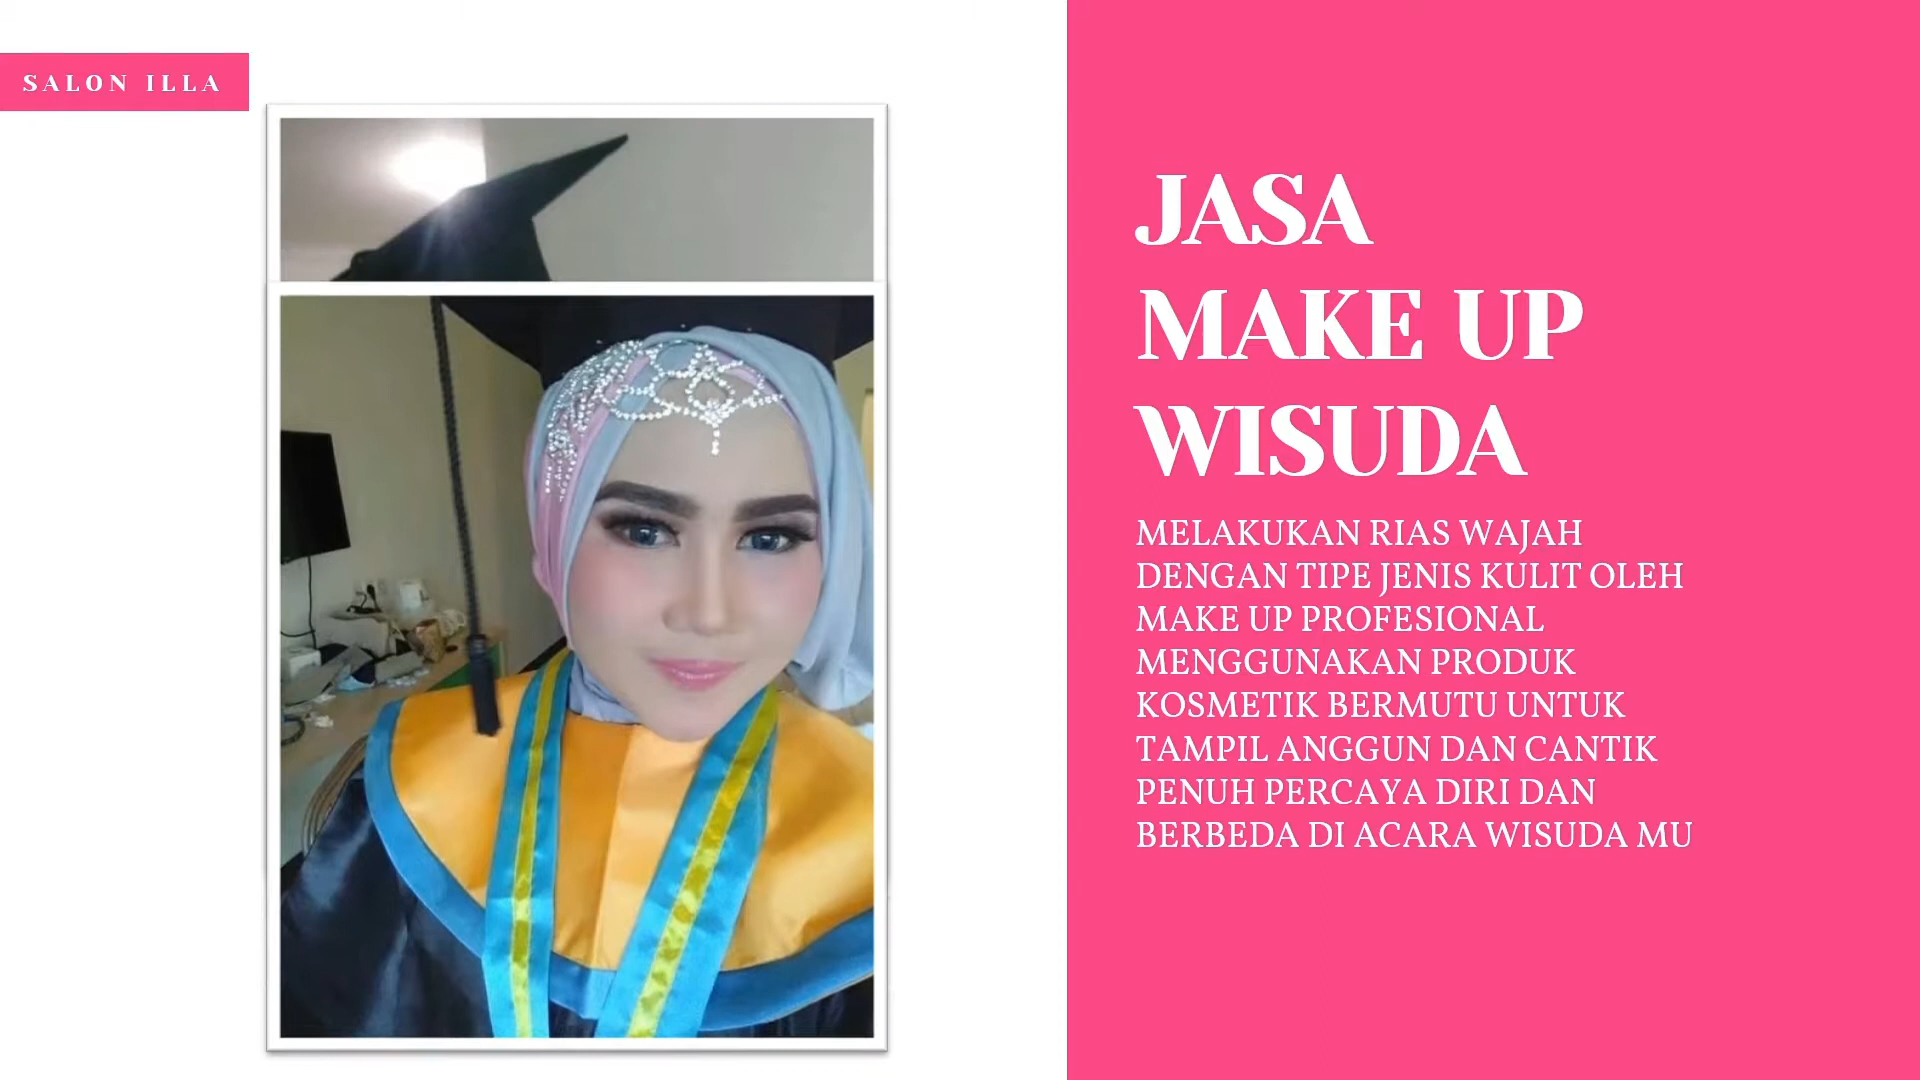 SALON ILLA
JASA
MAKE UP
WISUDA
MELAKUKAN RIAS WAJAH
DENGAN TIPE JENIS KULIT OLEH
MAKE UP PROFESIONAL
MENGGUNAKAN PRODUK
KOSMETIK BERMUTU UNTUK
TAMPIL ANGGUN DAN CANTIK
PENUH PERCAYA DIRI DAN
BERBEDA DI ACARA WISUDA MU